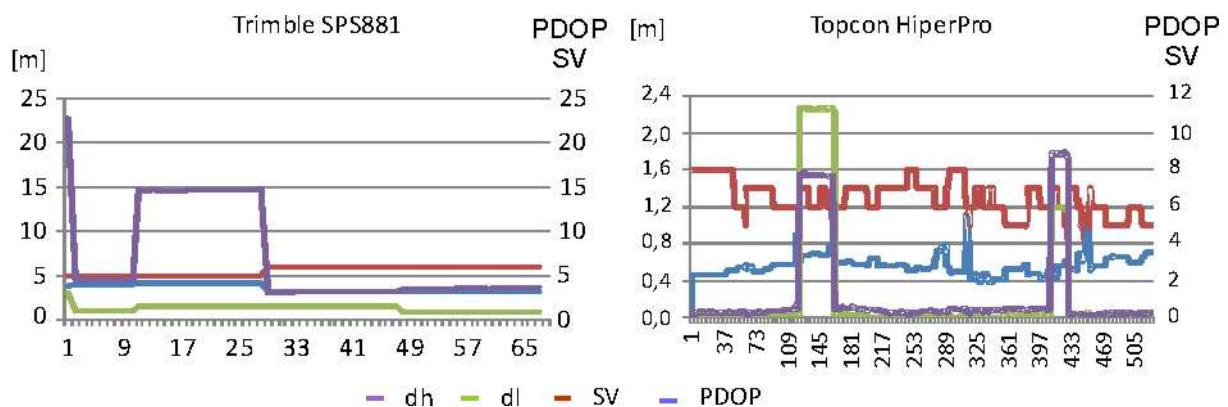 Trimble SPS881
PDOP
SV
[m]
25
20
15
10
5
0
25
20
15
10
5
0
1 9 17 25 33 41 49 57 65
Topcon HiperPro
PDOP
SV
[m]
2,4
2,0
1,6
1,2
0,8
0,4
0,0
12
10
8
6
4
2
0
1 37 73 109 145 181 217 253 289 325 361 397 433 469 505
dh dl SV PDOP